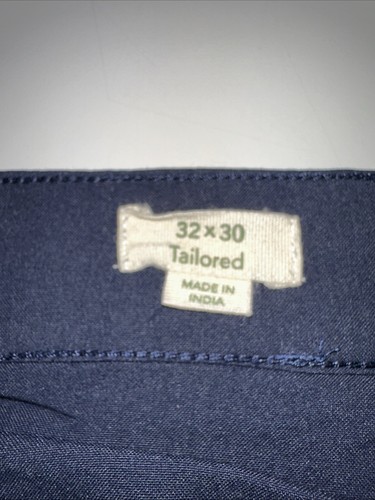 32 x 30
Tailored
MADE IN
INDIA